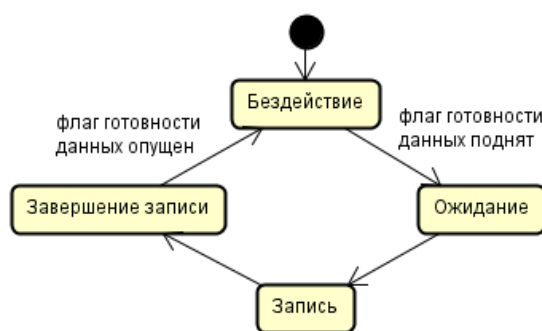 Бездействие
флаг готовности
данных опущен
флаг готовности
данных поднят
Завершение записи
Ожидание
Запись